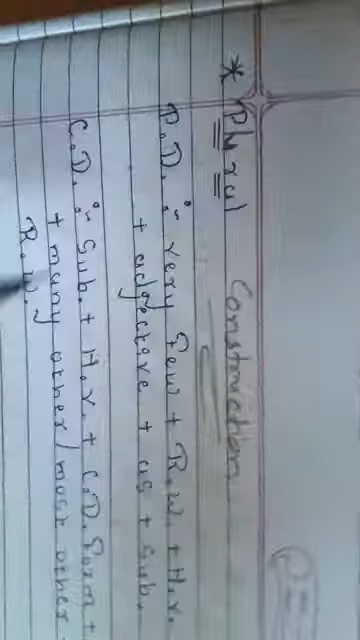 * Plural Construction
P.D. :- very few + R.W. + H.V.
+ adjective + as + sub.
C.D. :- Sub. + H.V. + C.D. form +
+ many other / most other
R.W.